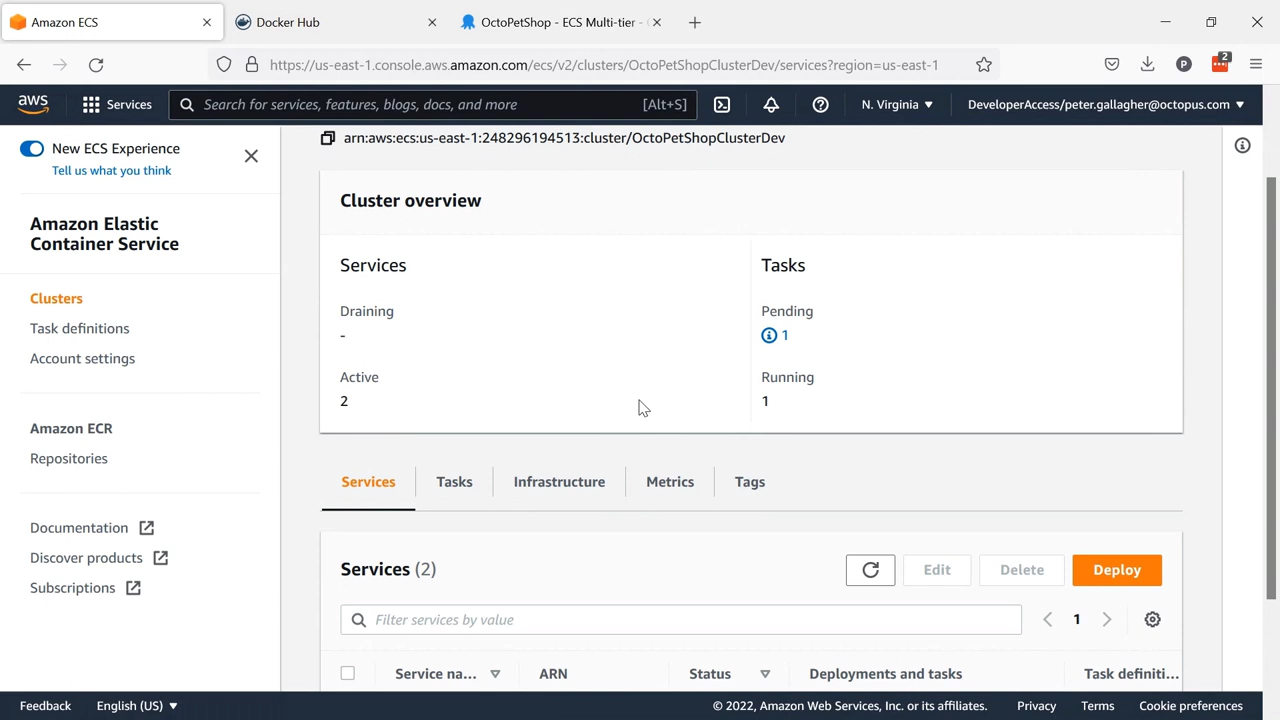 Amazon ECS
Docker Hub
OctoPetShop - ECS Multi-tier -
https://us-east-1.console.aws.amazon.com/ecs/v2/clusters/OctoPetShopClusterDev/services?region=us-east-1
P
2
aws
Services
Search for services, features, blogs, docs, and more
[Alt+S]
N. Virginia
DeveloperAccess/peter.gallagher@octopus.com
New ECS Experience
Tell us what you think
Amazon Elastic
Container Service
Clusters
Task definitions
Account settings
Amazon ECR
Repositories
Documentation
Discover products
Subscriptions
arn:aws:ecs:us-east-1:248296194513:cluster/OctoPetShopClusterDev
Cluster overview
Services
Draining
-
Active
2
Tasks
Pending
1
Running
1
Services
Tasks
Infrastructure
Metrics
Tags
Services (2)
Edit
Delete
Deploy
Filter services by value
1
Service na...
ARN
Status
Deployments and tasks
Task definiti...
Feedback
English (US)
© 2022, Amazon Web Services, Inc. or its affiliates.
Privacy
Terms
Cookie preferences